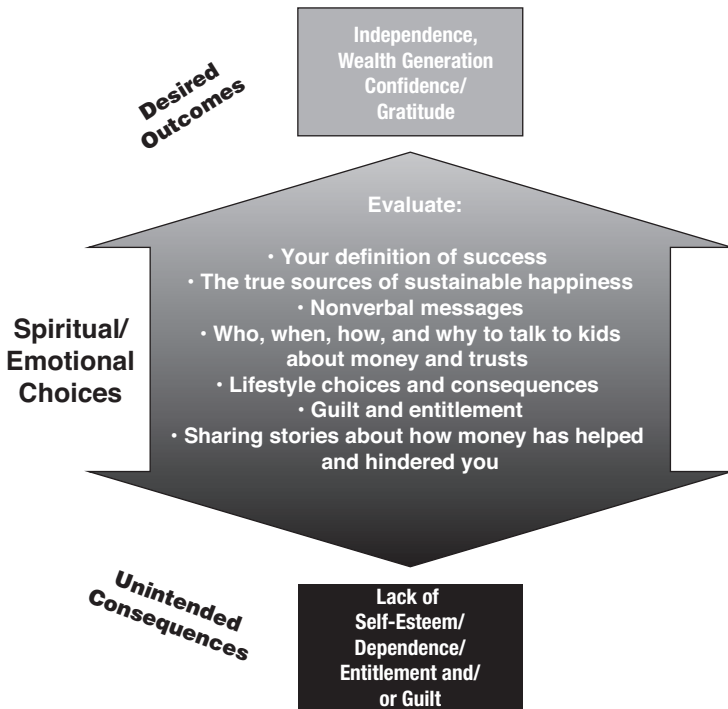 Desired
Outcomes
Independence,
Wealth Generation
Confidence/
Gratitude
Evaluate:
• Your definition of success
• The true sources of sustainable happiness
• Nonverbal messages
• Who, when, how, and why to talk to kids
about money and trusts
• Lifestyle choices and consequences
• Guilt and entitlement
• Sharing stories about how money has helped
and hindered you
Spiritual/
Emotional
Choices
Unintended
Consequences
Lack of
Self-Esteem/
Dependence/
Entitlement and/
or Guilt